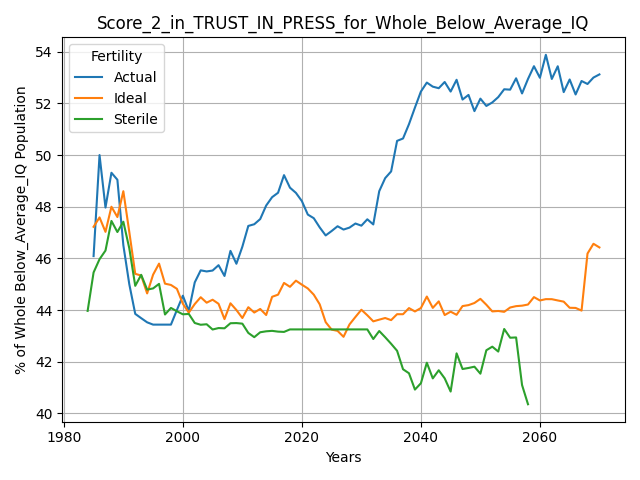 Score_2_in_TRUST_IN_PRESS_for_Whole_Below_Average_IQ
Fertility
Actual
Ideal
Sterile
% of Whole Below_Average_IQ Population
54
52
50
48
46
44
42
40
1980
2000
2020
2040
2060
Years